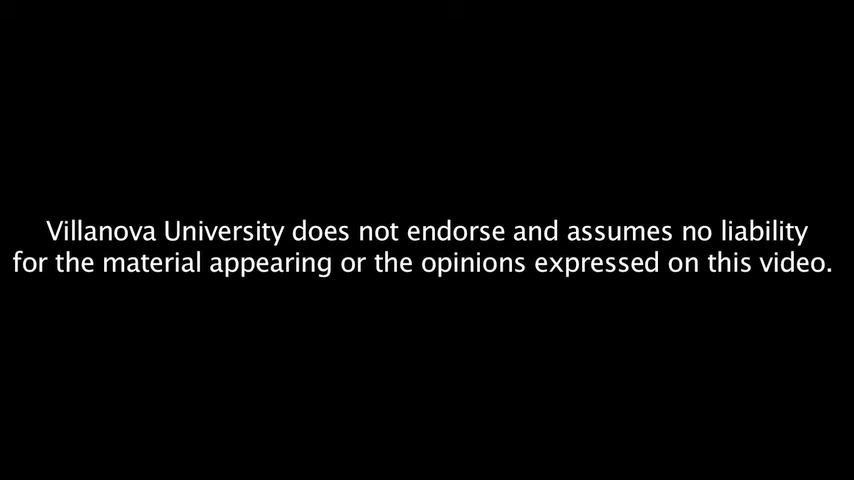 Villanova University does not endorse and assumes no liability
for the material appearing or the opinions expressed on this video.